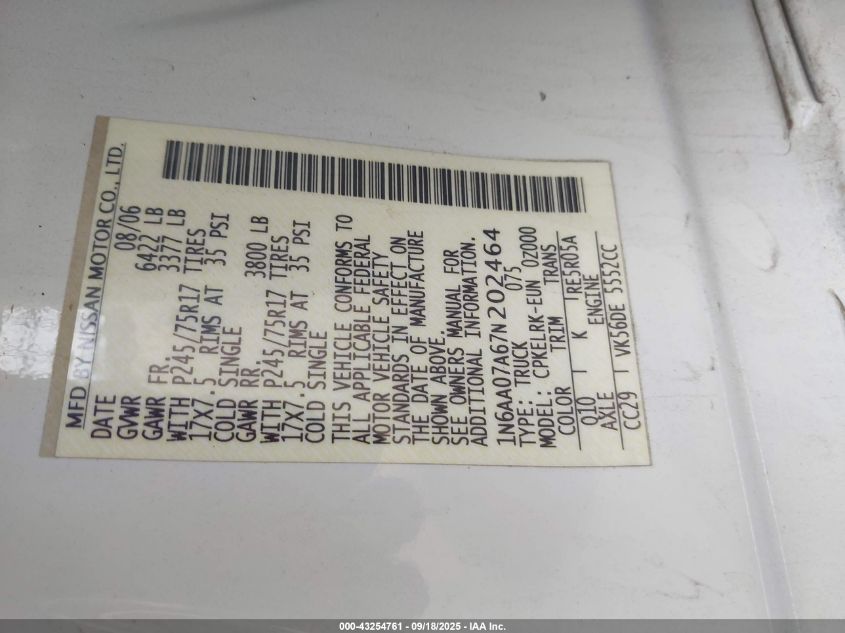 MFD BY NISSAN MOTOR CO., LTD.
DATE 08/06
GVWR 6422 LB
GAWR FR. 3377 LB
WITH P245/75R17 TIRES
17X7.5 RIMS AT 35 PSI
COLD SINGLE
GAWR RR. 3800 LB
WITH P245/75R17 TIRES
17X7.5 RIMS AT 35 PSI
COLD SINGLE
THIS VEHICLE CONFORMS TO
ALL APPLICABLE FEDERAL
MOTOR VEHICLE SAFETY
STANDARDS IN EFFECT ON
THE DATE OF MANUFACTURE
SHOWN ABOVE.
SEE OWNERS MANUAL FOR
ADDITIONAL INFORMATION.
1N6AA07A67N202464
TYPE: TRUCK 075
MODEL: CPKELRK-EUN DZ000
COLOR TRIM TRANS
Q10 K RE5R05A
AXLE ENGINE
CC29 VK56DE 5552CC
000-43254761 - 09/18/2025 - IAA Inc.